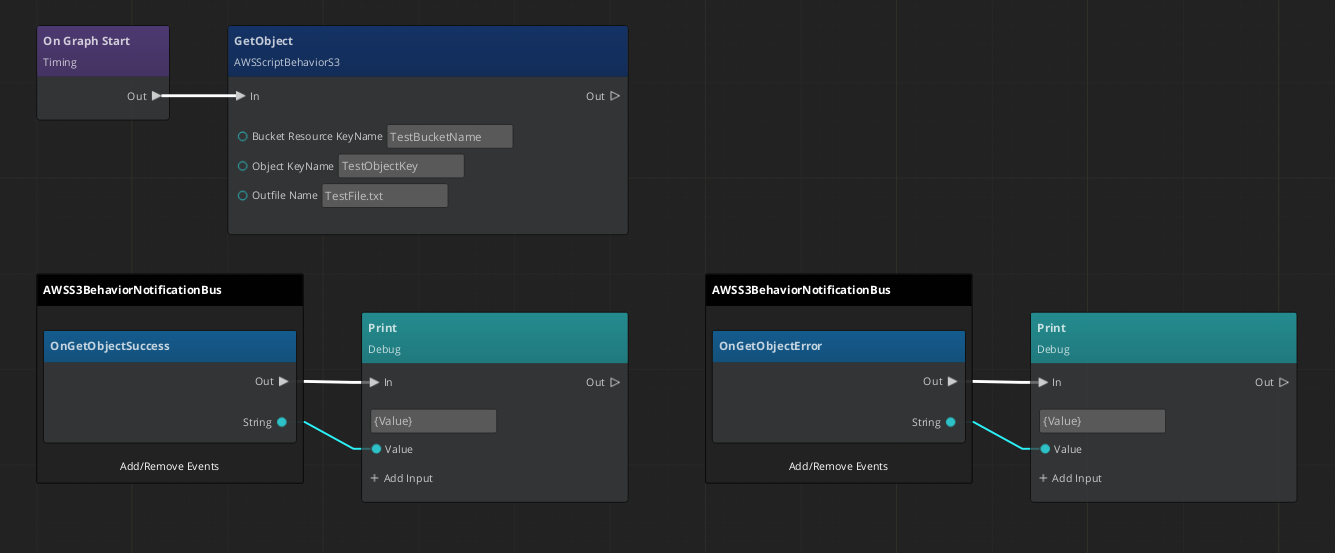 On Graph Start
Timing
Out
GetObject
AWSScriptBehaviorS3
In
Out
Bucket Resource KeyName TestBucketName
Object KeyName TestObjectKey
Outfile Name TestFile.txt
AWSS3BehaviorNotificationBus
OnGetObjectSuccess
Out
String
Add/Remove Events
Print
Debug
In
Out
{Value}
Value
+ Add Input
AWSS3BehaviorNotificationBus
OnGetObjectError
Out
String
Add/Remove Events
Print
Debug
In
Out
{Value}
Value
+ Add Input